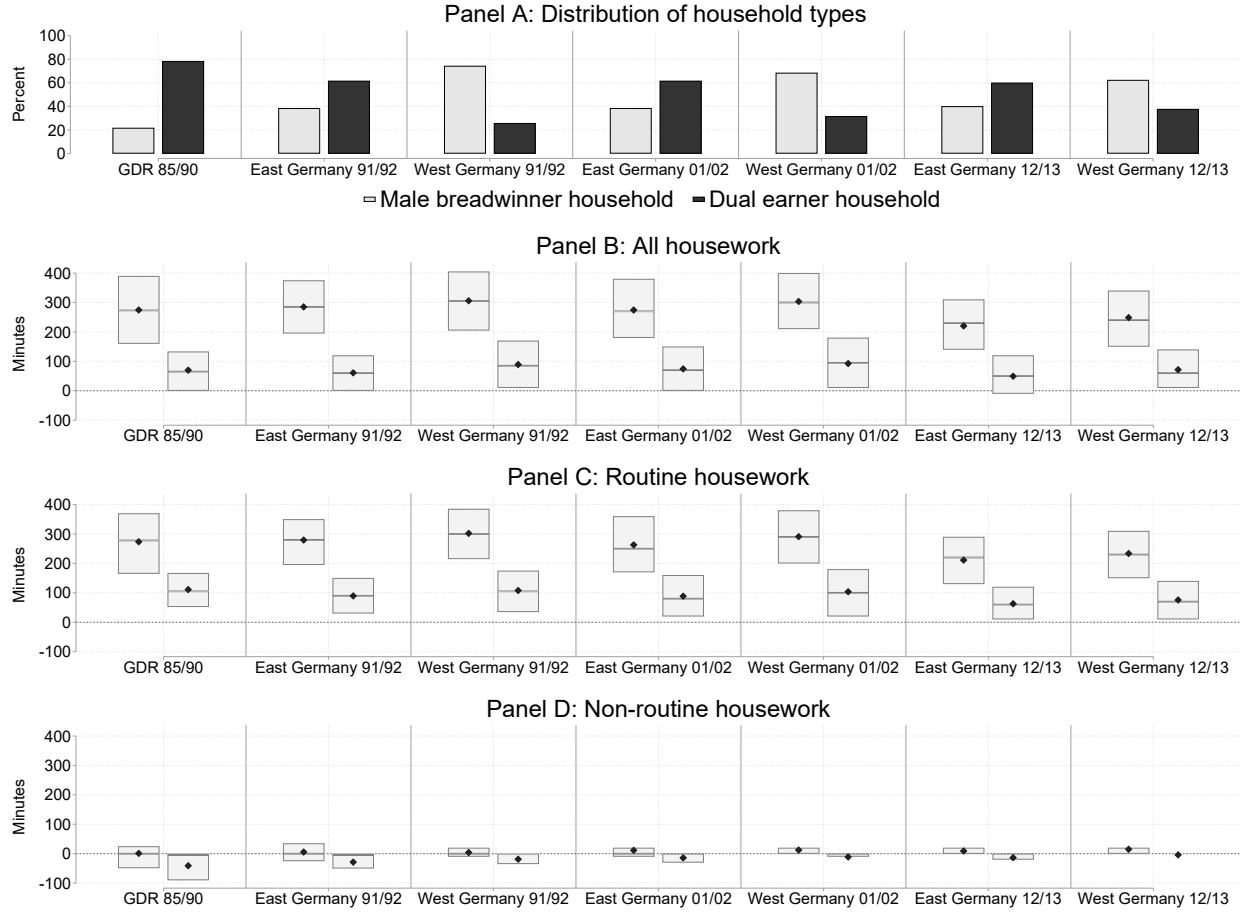 Panel A: Distribution of household types
Percent
100
80
60
40
20
0
GDR 85/90 East Germany 91/92 West Germany 91/92 East Germany 01/02 West Germany 01/02 East Germany 12/13 West Germany 12/13
Male breadwinner household Dual earner household
Panel B: All housework
Minutes
400
300
200
100
0
-100
GDR 85/90 East Germany 91/92 West Germany 91/92 East Germany 01/02 West Germany 01/02 East Germany 12/13 West Germany 12/13
Panel C: Routine housework
Minutes
400
300
200
100
0
-100
GDR 85/90 East Germany 91/92 West Germany 91/92 East Germany 01/02 West Germany 01/02 East Germany 12/13 West Germany 12/13
Panel D: Non-routine housework
Minutes
400
300
200
100
0
-100
GDR 85/90 East Germany 91/92 West Germany 91/92 East Germany 01/02 West Germany 01/02 East Germany 12/13 West Germany 12/13